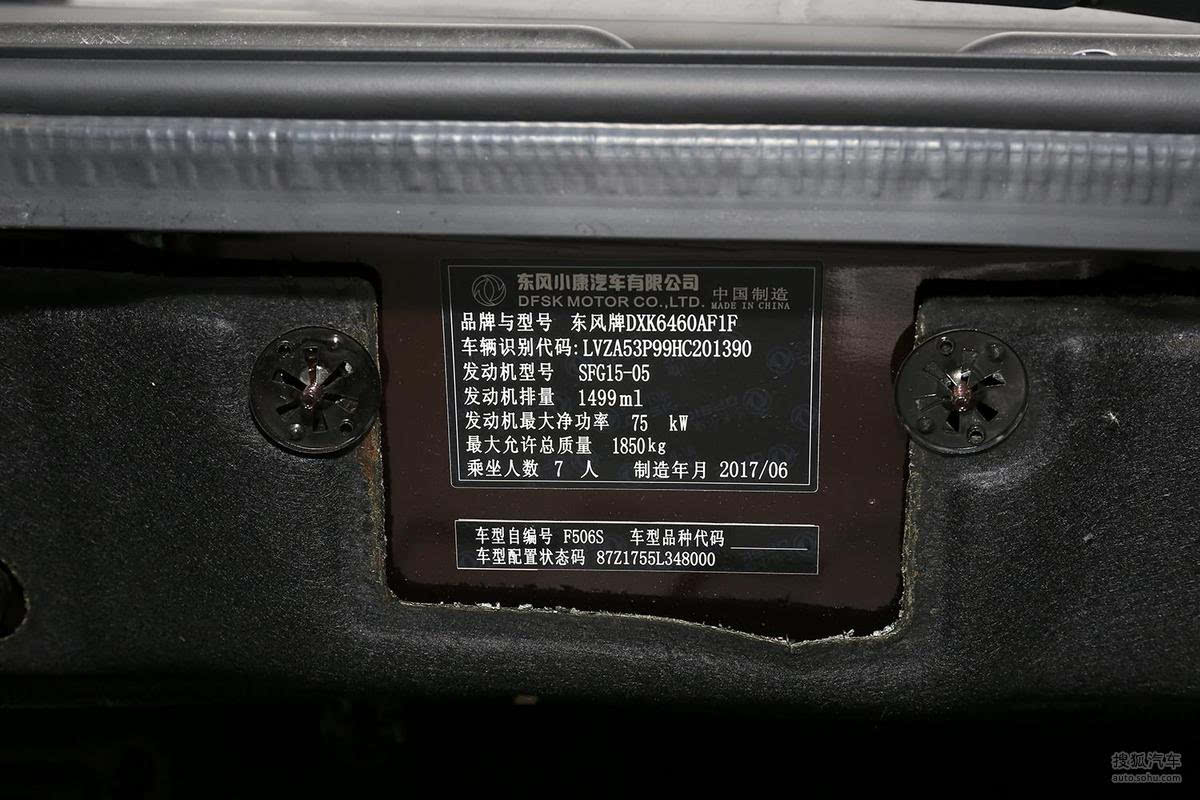 东风小康汽车有限公司
DFSK MOTOR CO.,LTD.
中国制造
MADE IN CHINA
品牌与型号 东风牌DXK6460AF1F
车辆识别代码:LVZA53P99HC201390
发动机型号 SFG15-05
发动机排量 1499ml
发动机最大净功率 75 kW
最大允许总质量 1850kg
乘坐人数 7 人 制造年月 2017/06
车型自编号 F506S 车型品种代码
车型配置状态码 87Z1755L348000
搜狐汽车
auto.sohu.com